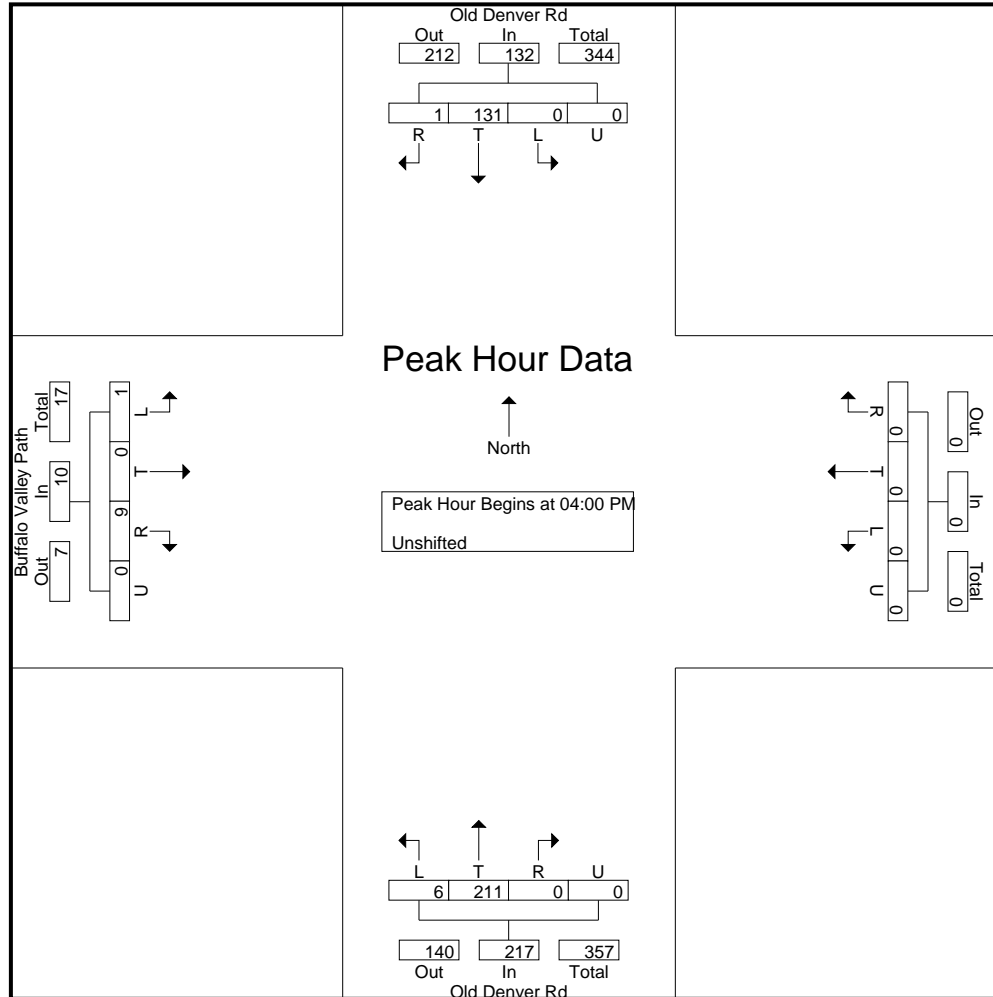 Old Denver Rd
Out In Total
212 132 344
1 131 0 0
R T L U
Peak Hour Data
North
Peak Hour Begins at 04:00 PM
Unshifted
Buffalo Valley Path
Total In Out
17 10 7
1 0 9 0
L T R U
R T L U
0 0 0 0
Out In Total
0 0 0
L T R U
6 211 0 0
140 217 357
Out In Total
Old Denver Rd